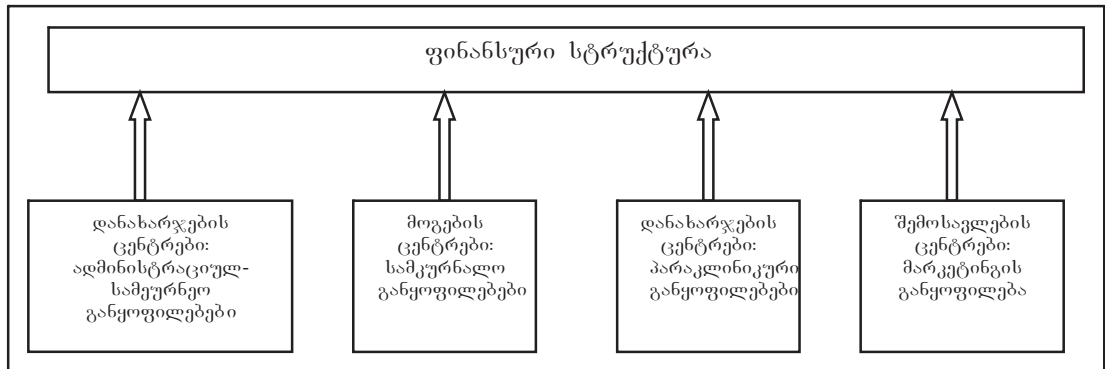 ფინანსური სტრუქტურა
დანახარჯების
ცენტრები:
ადმინისტრაციულ-
სამეურნეო
განყოფილებები
მოგების
ცენტრები:
სამკურნალო
განყოფილებები
დანახარჯების
ცენტრები:
პარაკლინიკური
განყოფილებები
შემოსავლების
ცენტრები:
მარკეტინგის
განყოფილება